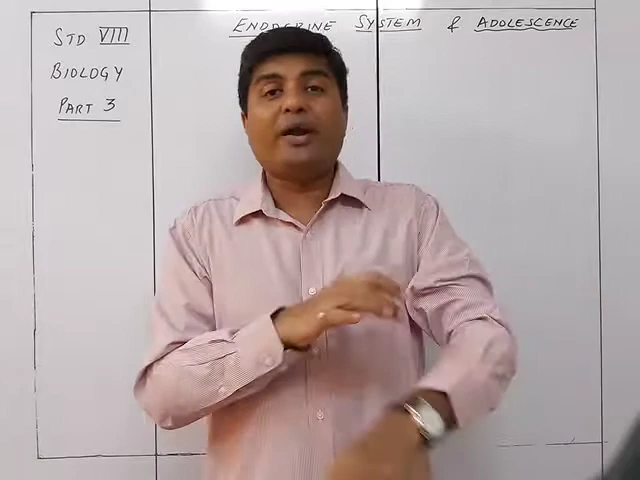 STD VIII
BIOLOGY
PART 3
ENDOCRINE SYSTEM & ADOLESCENCE